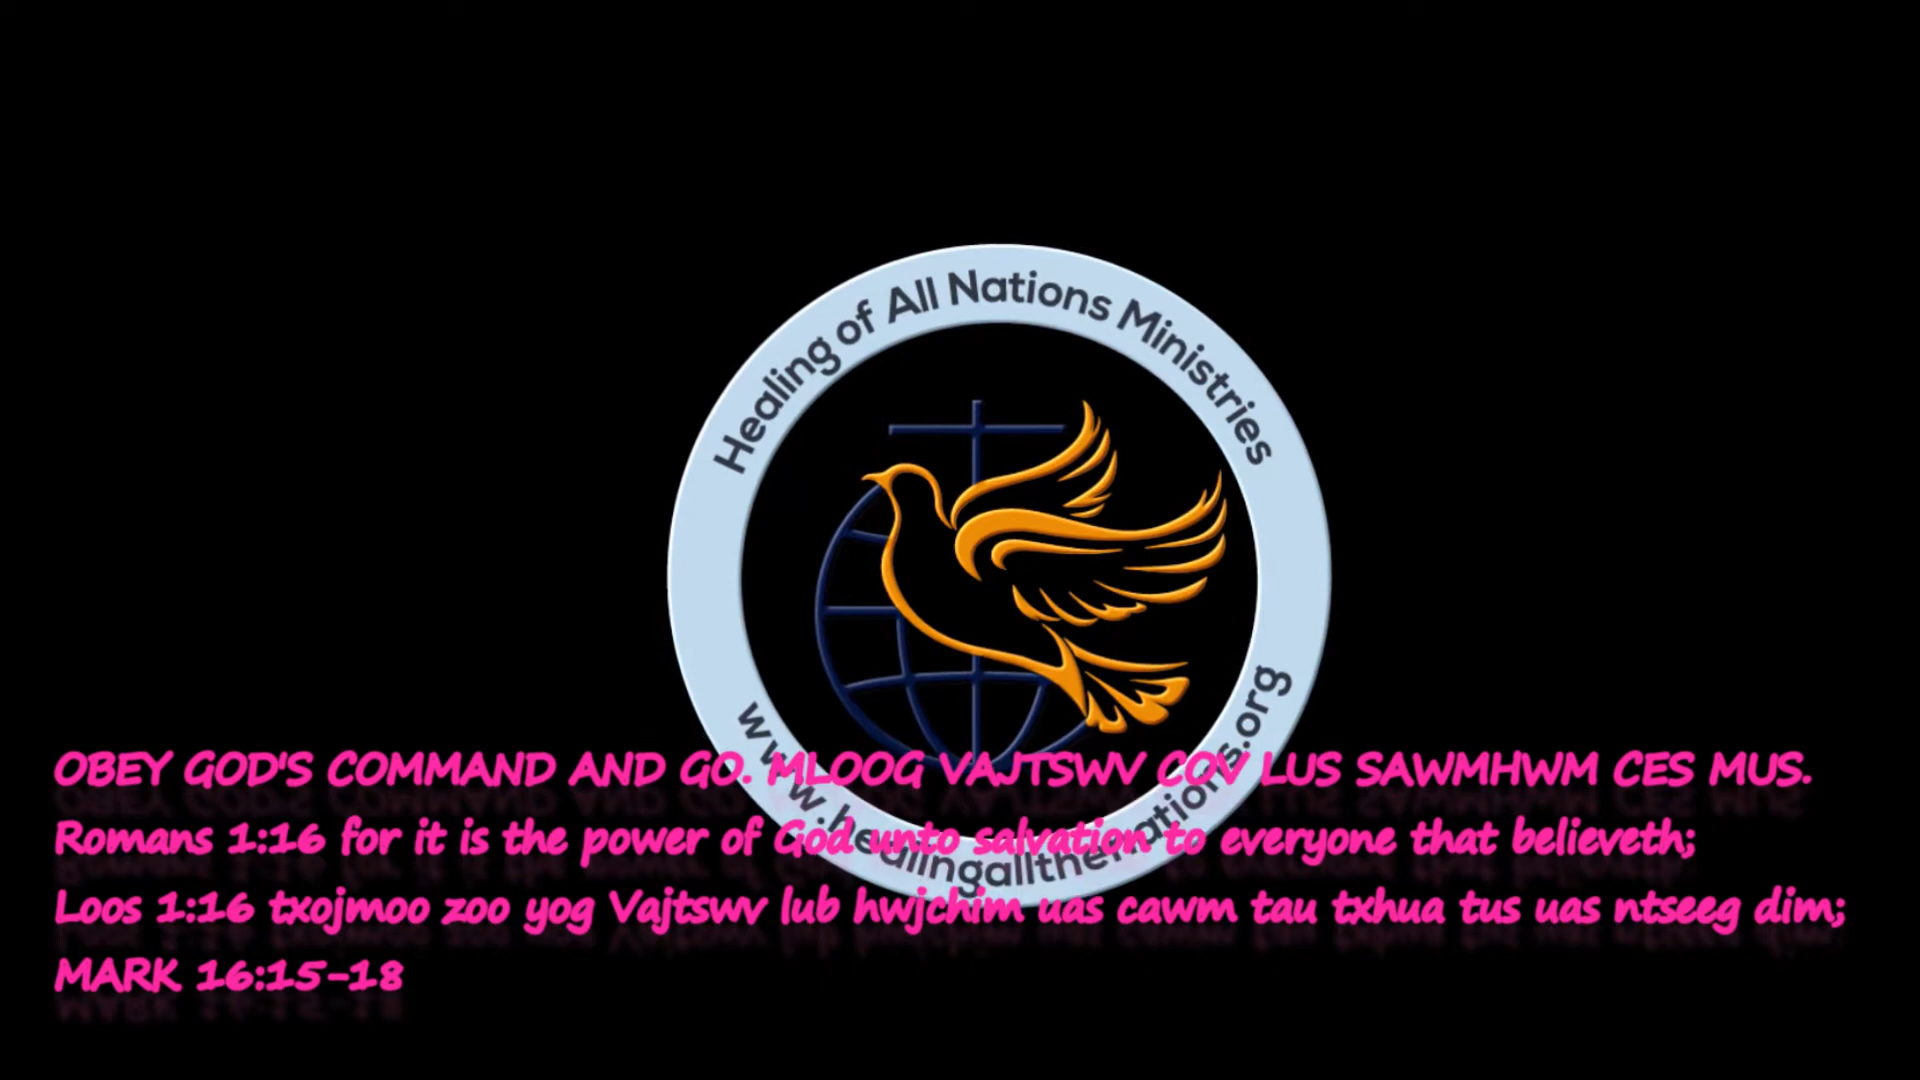 Healing of All Nations Ministries
www.healingallthenations.org
OBEY GOD'S COMMAND AND GO. MLOOG VAJTSWV COV LUS SAWMHWM CES MUS.
Romans 1:16 for it is the power of God unto salvation to everyone that believeth;
Loos 1:16 txojmoo zoo yog Vajtswv lub hwjchim uas cawm tau txhua tus uas ntseeg dim;
MARK 16:15-18